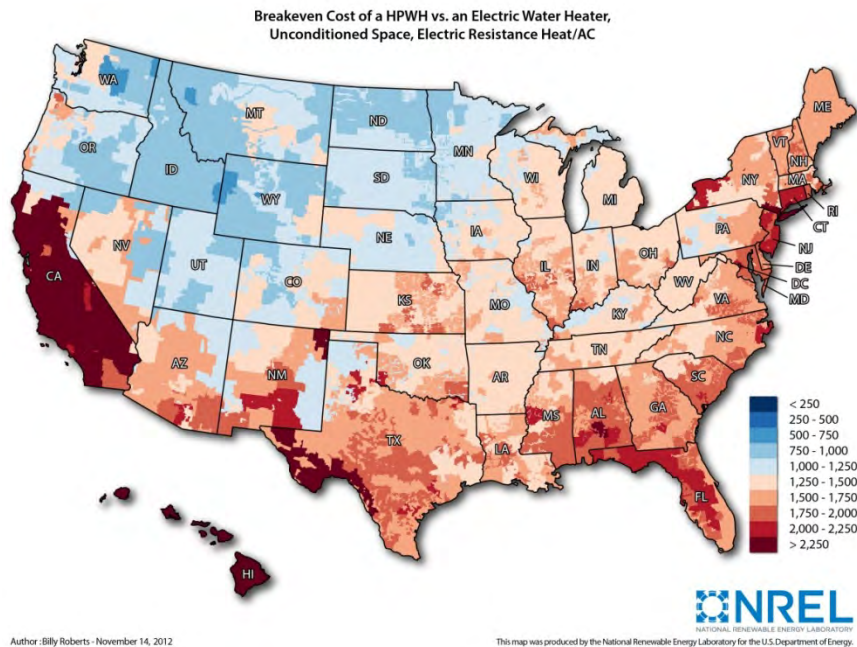 Breakeven Cost of a HPWH vs. an Electric Water Heater,
Unconditioned Space, Electric Resistance Heat/AC
WA
MT
ND
MN
ME
OR
ID
SD
WI
VT
NH
WY
MI
NY
MA
RI
CT
NV
NE
IA
PA
NJ
UT
CO
IL
IN
OH
DE
DC
MD
CA
KS
MO
WV
VA
KY
AZ
NM
OK
AR
TN
NC
SC
TX
LA
MS
AL
GA
FL
HI
< 250
250 - 500
500 - 750
750 - 1,000
1,000 - 1,250
1,250 - 1,500
1,500 - 1,750
1,750 - 2,000
2,000 - 2,250
> 2,250
NREL
NATIONAL RENEWABLE ENERGY LABORATORY
Author : Billy Roberts - November 14, 2012
This map was produced by the National Renewable Energy Laboratory for the U.S. Department of Energy.